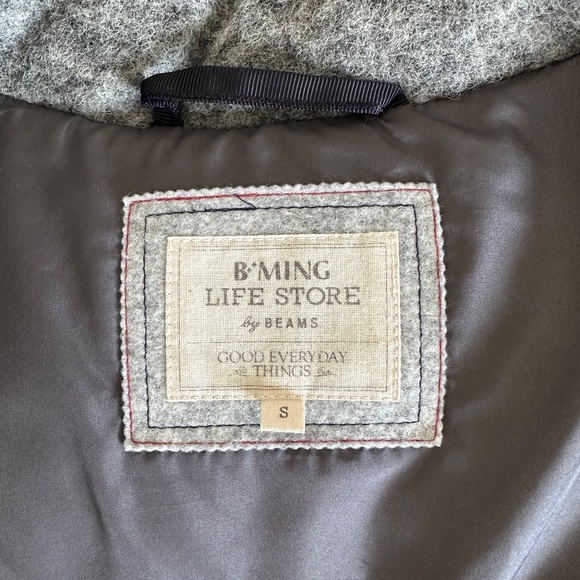 B•MING
LIFE STORE
by BEAMS
GOOD EVERYDAY
THINGS
S